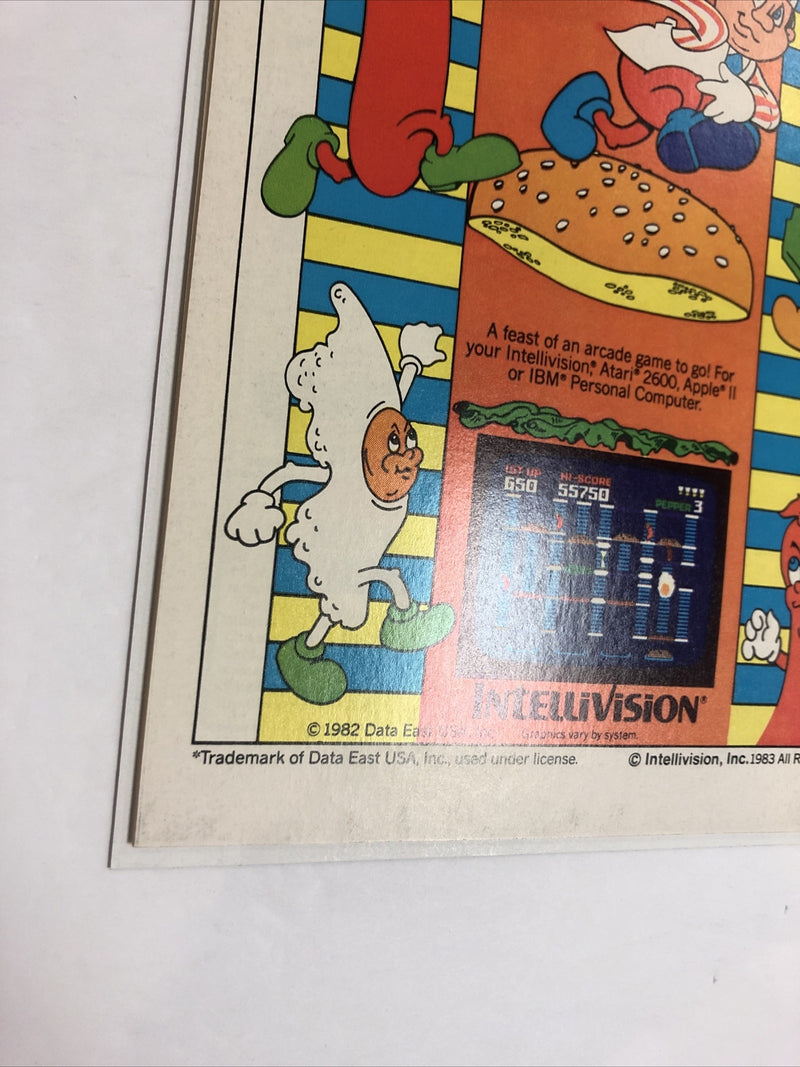 A feast of an arcade game to go! For
your Intellivision,® Atari® 2600, Apple® II
or IBM® Personal Computer.
1ST UP HI-SCORE
650 55750
PEPPER 3
INTELLIVISION®
© 1982 Data East USA, Inc. Graphics vary by system.
*Trademark of Data East USA, Inc., used under license. © Intellivision, Inc. 1983 All R